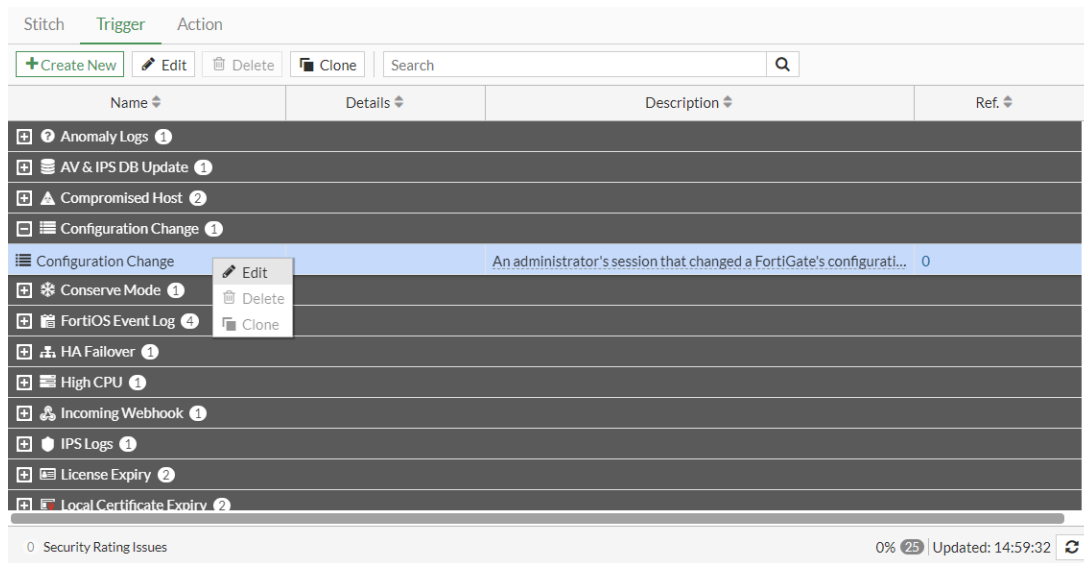 Stitch Trigger Action
Create New Edit Delete Clone Search
Name Details Description Ref.
Anomaly Logs 1
AV & IPS DB Update 1
Compromised Host 2
Configuration Change 1
Configuration Change An administrator's session that changed a FortiGate's configurati... 0
Edit
Delete
Clone
Conserve Mode 1
FortiOS Event Log 4
HA Failover 1
High CPU 1
Incoming Webhook 1
IPS Logs 1
License Expiry 2
Local Certificate Expiry 2
0 Security Rating Issues 0% 25 Updated: 14:59:32